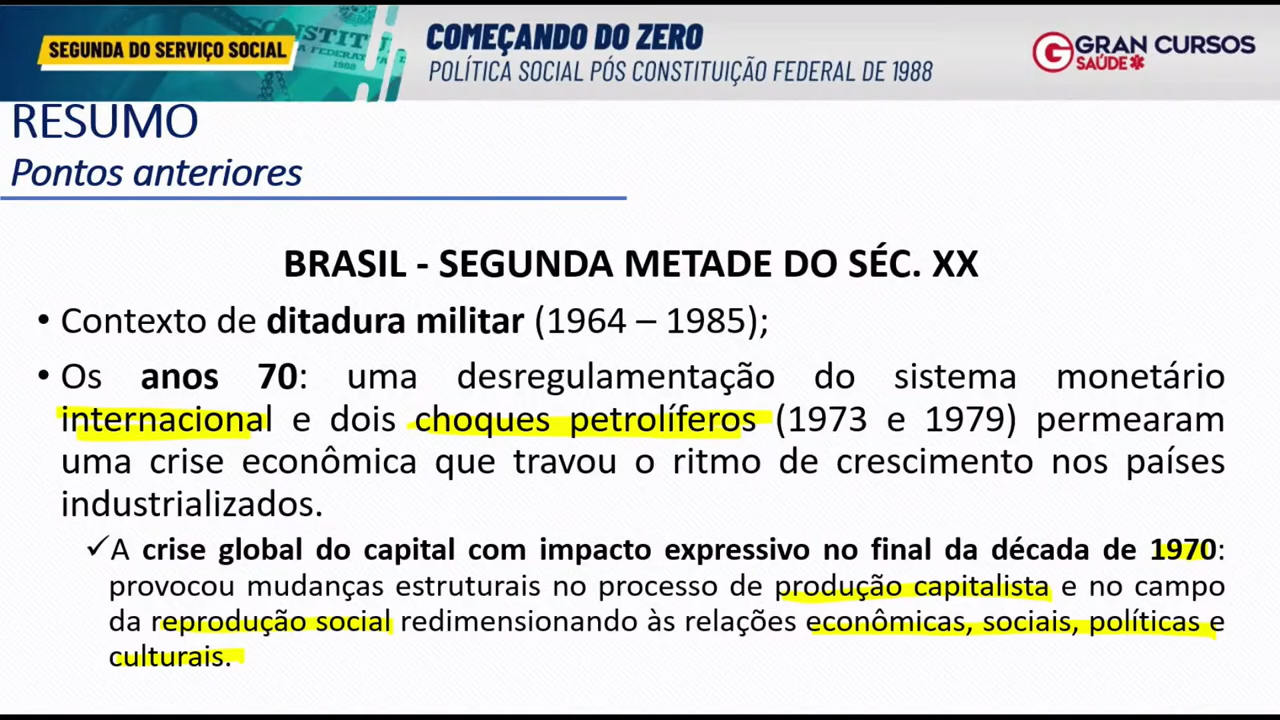 SEGUNDA DO SERVIÇO SOCIAL
CONSTIT
A FEDERAT
1988
COMEÇANDO DO ZERO
POLÍTICA SOCIAL PÓS CONSTITUIÇÃO FEDERAL DE 1988
G GRAN CURSOS
SAÚDE
RESUMO
Pontos anteriores
BRASIL - SEGUNDA METADE DO SÉC. XX
• Contexto de ditadura militar (1964 – 1985);
• Os anos 70: uma desregulamentação do sistema monetário
internacional e dois choques petrolíferos (1973 e 1979) permearam
uma crise econômica que travou o ritmo de crescimento nos países
industrializados.
✓A crise global do capital com impacto expressivo no final da década de 1970:
provocou mudanças estruturais no processo de produção capitalista e no campo
da reprodução social redimensionando às relações econômicas, sociais, políticas e
culturais.